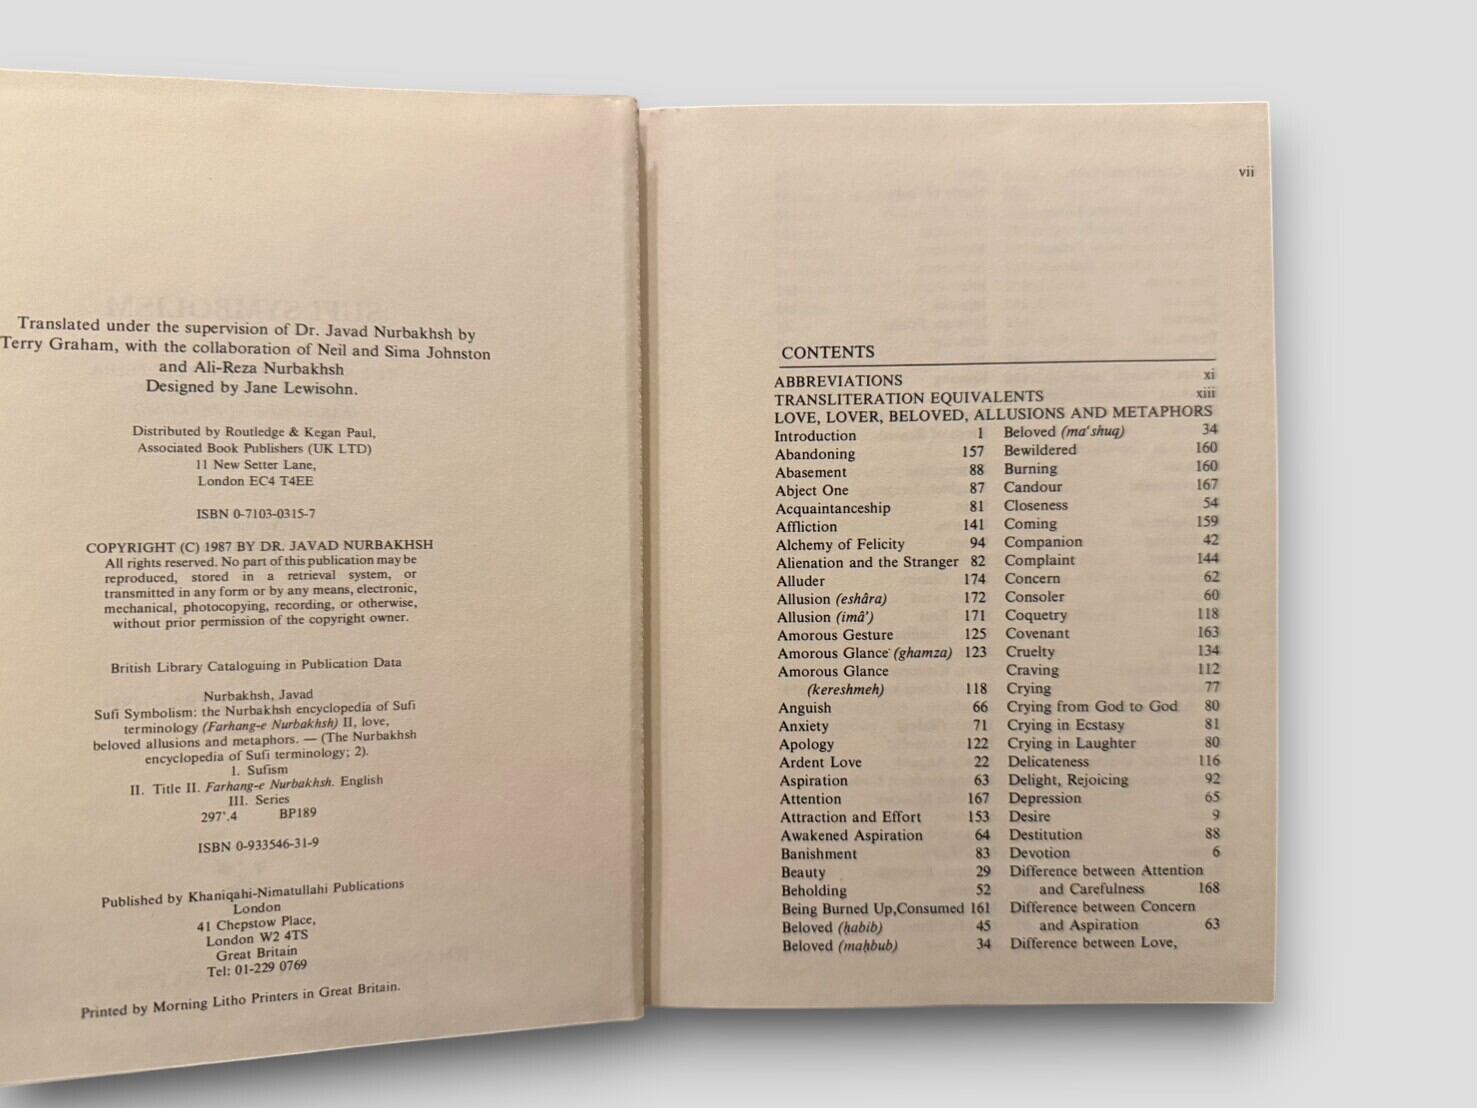 Translated under the supervision of Dr. Javad Nurbakhsh by
Terry Graham, with the collaboration of Neil and Sima Johnston
and Ali-Reza Nurbakhsh
Designed by Jane Lewisohn.
Distributed by Routledge & Kegan Paul,
Associated Book Publishers (UK LTD)
11 New Setter Lane,
London EC4 T4EE
ISBN 0-7103-0315-7
COPYRIGHT (C) 1987 BY DR. JAVAD NURBAKHSH
All rights reserved. No part of this publication may be
reproduced, stored in a retrieval system, or
transmitted in any form or by any means, electronic,
mechanical, photocopying, recording, or otherwise,
without prior permission of the copyright owner.
British Library Cataloguing in Publication Data
Nurbakhsh, Javad
Sufi Symbolism: the Nurbakhsh encyclopedia of Sufi
terminology (Farhang-e Nurbakhsh) II, love,
beloved allusions and metaphors. — (The Nurbakhsh
encyclopedia of Sufi terminology; 2).
I. Sufism
II. Title II. Farhang-e Nurbakhsh. English
III. Series
297'.4 BP189
ISBN 0-933546-31-9
Published by Khaniqahi-Nimatullahi Publications
London
41 Chepstow Place,
London W2 4TS
Great Britain
Tel: 01-229 0769
Printed by Morning Litho Printers in Great Britain.
vii
CONTENTS
ABBREVIATIONS xi
TRANSLITERATION EQUIVALENTS xiii
LOVE, LOVER, BELOVED, ALLUSIONS AND METAPHORS
Introduction 1
Abandoning 157
Abasement 88
Abject One 87
Acquaintanceship 81
Affliction 141
Alchemy of Felicity 94
Alienation and the Stranger 82
Alluder 174
Allusion (eshâra) 172
Allusion (imâ') 171
Amorous Gesture 125
Amorous Glance (ghamza) 123
Amorous Glance
(kereshmeh) 118
Anguish 66
Anxiety 71
Apology 122
Ardent Love 22
Aspiration 63
Attention 167
Attraction and Effort 153
Awakened Aspiration 64
Banishment 83
Beauty 29
Beholding 52
Being Burned Up,Consumed 161
Beloved (ḥabib) 45
Beloved (maḥbub) 34
Beloved (ma'shuq) 34
Bewildered 160
Burning 160
Candour 167
Closeness 54
Coming 159
Companion 42
Complaint 144
Concern 62
Consoler 60
Coquetry 118
Covenant 163
Cruelty 134
Craving 112
Crying 77
Crying from God to God 80
Crying in Ecstasy 81
Crying in Laughter 80
Delicateness 116
Delight, Rejoicing 92
Depression 65
Desire 9
Destitution 88
Devotion 6
Difference between Attention
and Carefulness 168
Difference between Concern
and Aspiration 63
Difference between Love,